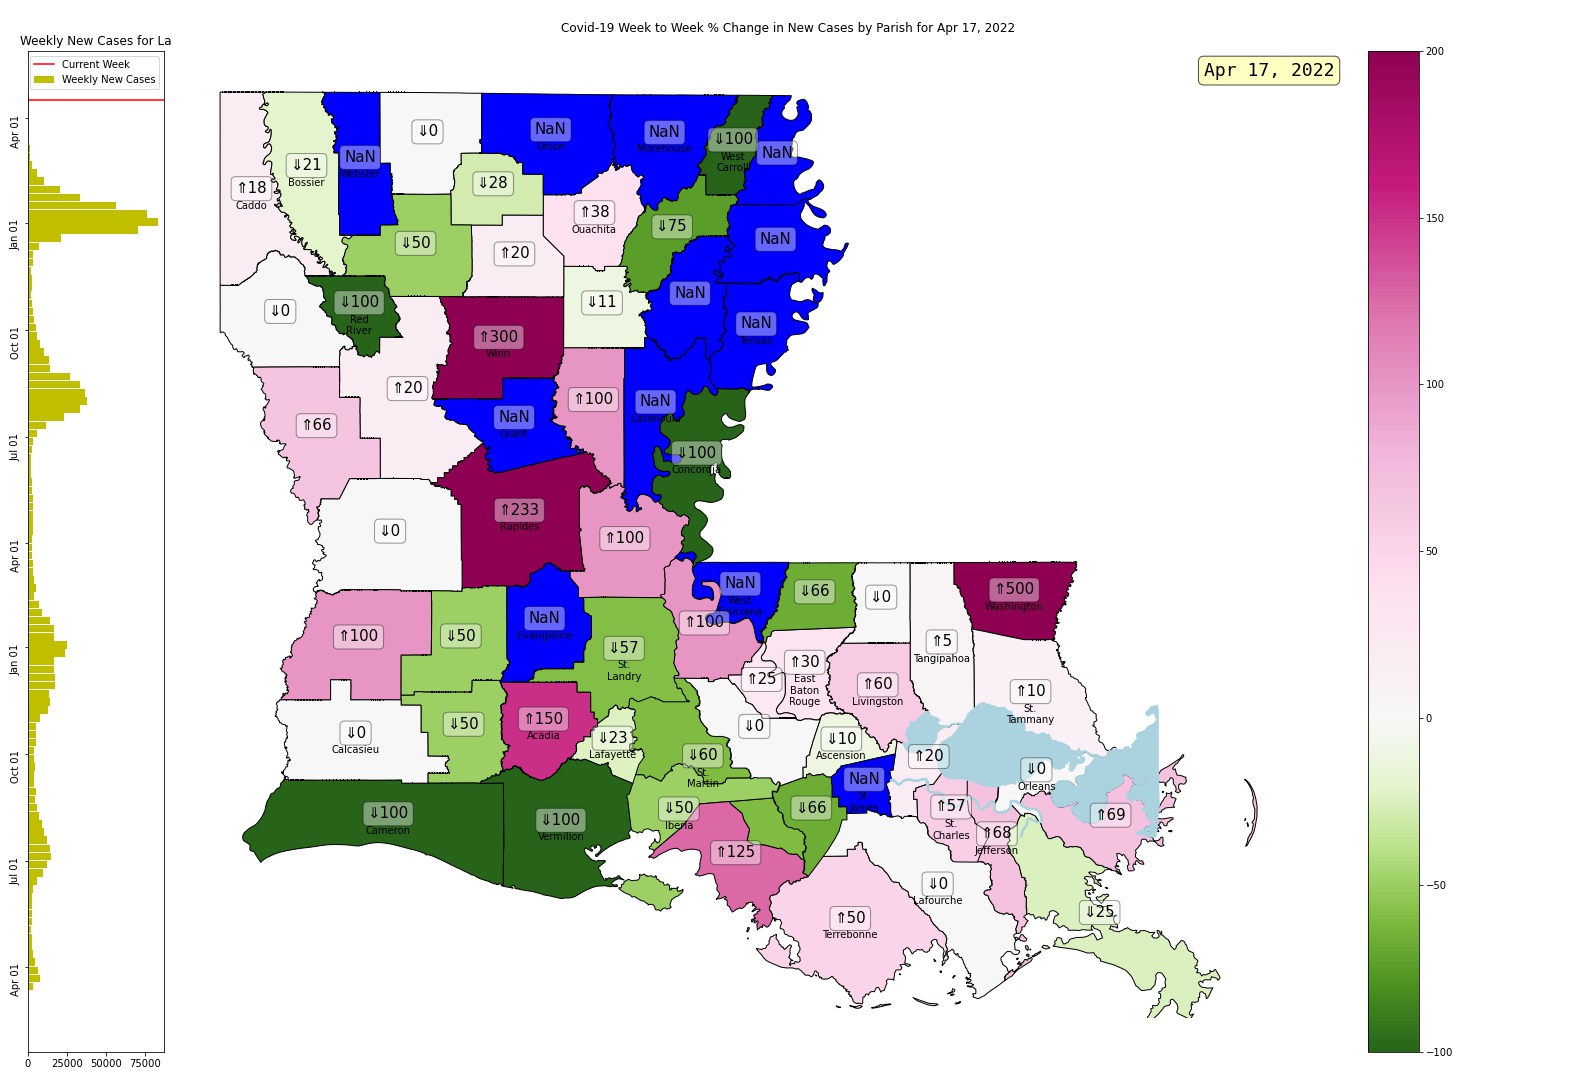 Covid-19 Week to Week % Change in New Cases by Parish for Apr 17, 2022
Weekly New Cases for La
Current Week
Weekly New Cases
Apr 17, 2022
Apr 01
Jan 01
Oct 01
Jul 01
Apr 01
Jan 01
Oct 01
Jul 01
Apr 01
0
25000
50000
75000
⇑18
Caddo
⇓21
Bossier
NaN
Webster
⇓0
NaN
Union
NaN
Morehouse
⇓100
West
Carroll
NaN
⇓28
⇓50
⇑20
⇑38
Ouachita
⇓75
NaN
⇓0
⇓100
Red
River
⇑300
Winn
⇓11
NaN
NaN
Tensas
⇑66
⇑20
NaN
Grant
⇑100
NaN
Catahoula
⇓100
Concordia
⇓0
⇑233
Rapides
⇑100
⇑100
⇓50
NaN
Evangeline
⇓57
St.
Landry
⇑100
NaN
West
Feliciana
⇓66
⇓0
⇑5
Tangipahoa
⇑500
Washington
⇑25
⇑30
East
Baton
Rouge
⇑60
Livingston
⇑10
St.
Tammany
⇓0
Calcasieu
⇓50
⇑150
Acadia
⇓23
Lafayette
⇓60
St.
Martin
⇓0
⇓10
Ascension
⇑20
⇓0
Orleans
⇓100
Cameron
⇓100
Vermilion
⇓50
Iberia
⇓66
NaN
St.
James
⇑57
St.
Charles
⇑68
Jefferson
⇑69
⇑125
⇑50
Terrebonne
⇓0
Lafourche
⇓25
200
150
100
50
0
−50
−100